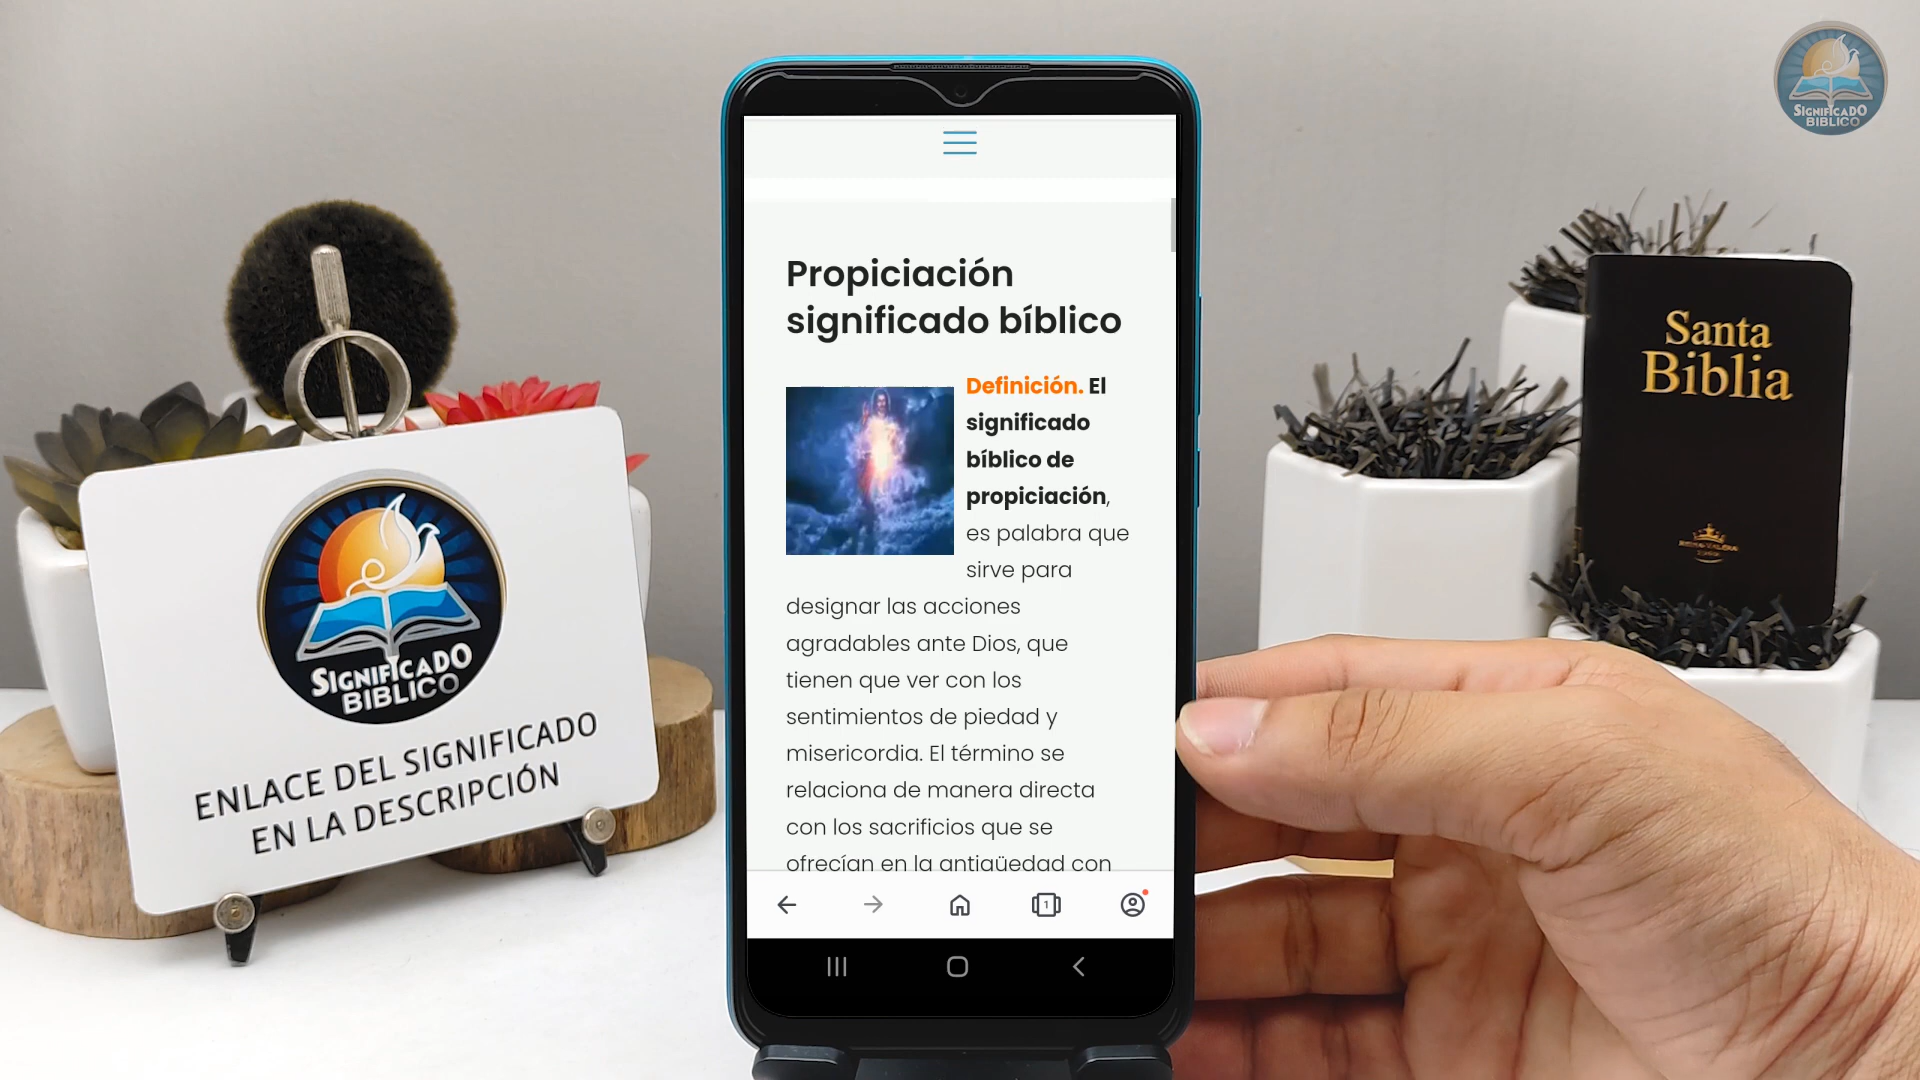 SIGNIFICADO
BIBLICO
Santa
Biblia
SIGNIFICADO
BIBLICO
ENLACE DEL SIGNIFICADO
EN LA DESCRIPCIÓN
Propiciación
significado bíblico
Definición. El
significado
bíblico de
propiciación,
es palabra que
sirve para
designar las acciones
agradables ante Dios, que
tienen que ver con los
sentimientos de piedad y
misericordia. El término se
relaciona de manera directa
con los sacrificios que se
ofrecían en la antigüedad con
1